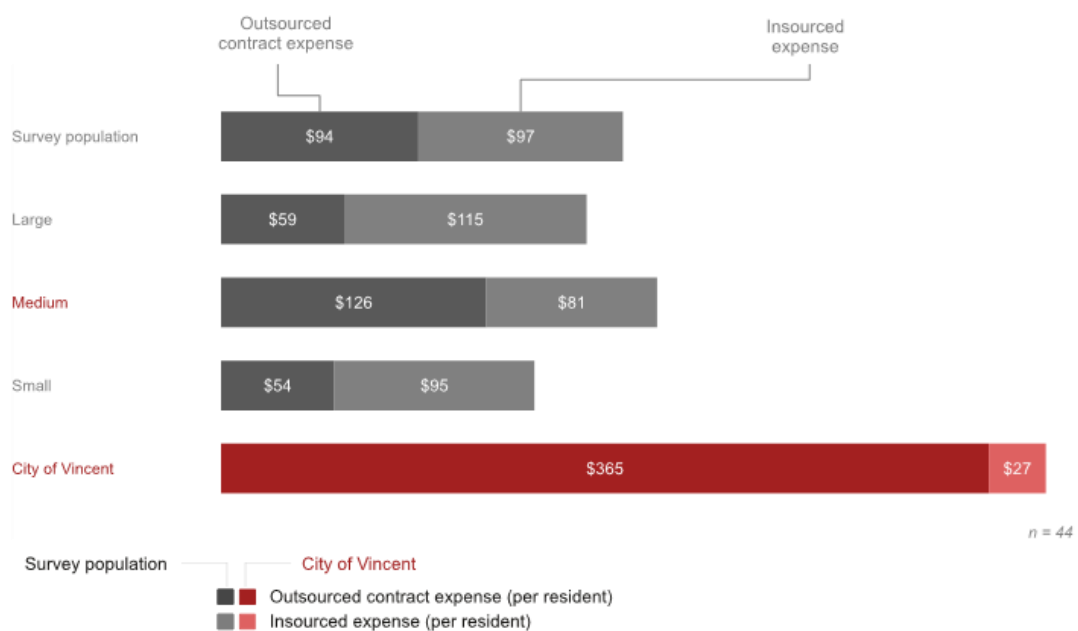 Outsourced
contract expense
Insourced
expense
Survey population
$94
$97
Large
$59
$115
Medium
$126
$81
Small
$54
$95
City of Vincent
$365
$27
n = 44
Survey population
City of Vincent
Outsourced contract expense (per resident)
Insourced expense (per resident)